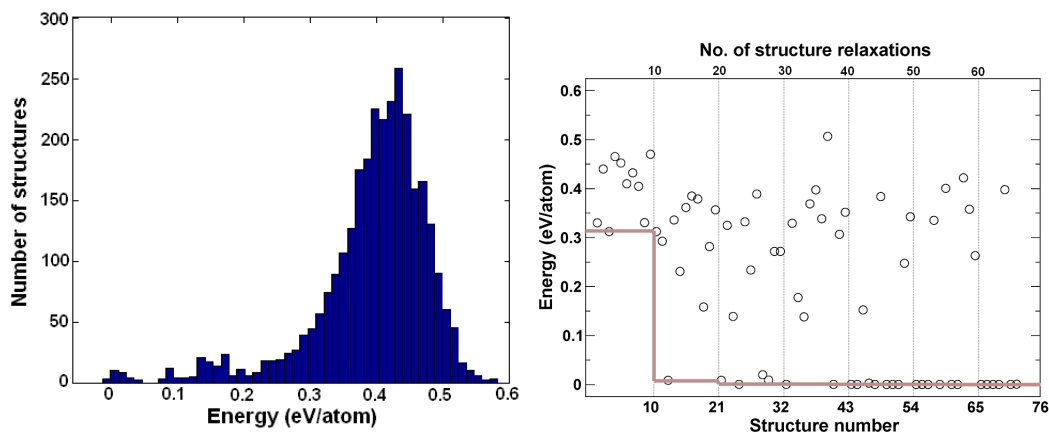 300
250
200
150
100
50
0
Number of structures
0 0.1 0.2 0.3 0.4 0.5 0.6
Energy (eV/atom)
No. of structure relaxations
10 20 30 40 50 60
0.6
0.5
0.4
0.3
0.2
0.1
0
Energy (eV/atom)
10 21 32 43 54 65 76
Structure number